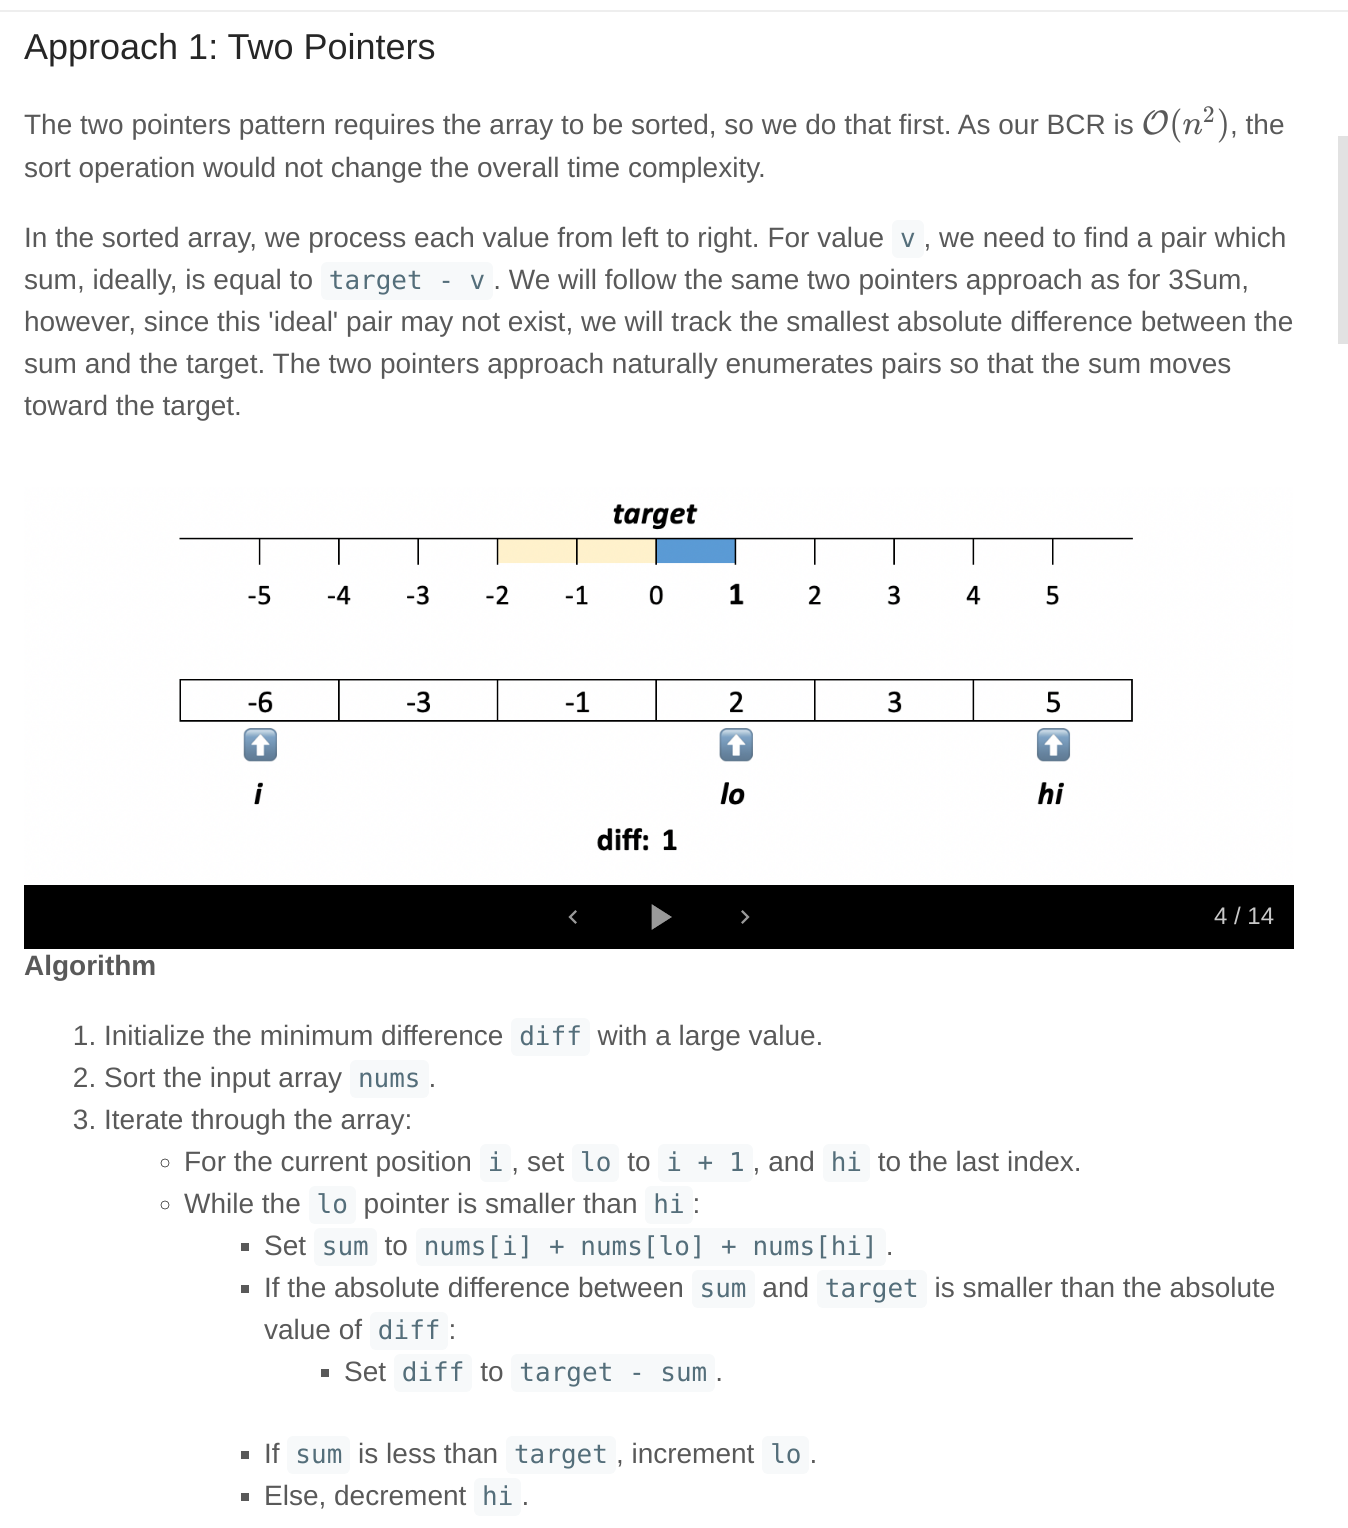 Approach 1: Two Pointers
The two pointers pattern requires the array to be sorted, so we do that first. As our BCR is 𝒪(n²), the
sort operation would not change the overall time complexity.
In the sorted array, we process each value from left to right. For value v , we need to find a pair which
sum, ideally, is equal to target - v . We will follow the same two pointers approach as for 3Sum,
however, since this 'ideal' pair may not exist, we will track the smallest absolute difference between the
sum and the target. The two pointers approach naturally enumerates pairs so that the sum moves
toward the target.
target
-5 -4 -3 -2 -1 0 1 2 3 4 5
-6 -3 -1 2 3 5
i lo hi
diff: 1
4 / 14
Algorithm
1. Initialize the minimum difference diff with a large value.
2. Sort the input array nums .
3. Iterate through the array:
◦ For the current position i , set lo to i + 1 , and hi to the last index.
◦ While the lo pointer is smaller than hi :
▪ Set sum to nums[i] + nums[lo] + nums[hi] .
▪ If the absolute difference between sum and target is smaller than the absolute
value of diff :
▪ Set diff to target - sum .
▪ If sum is less than target , increment lo .
▪ Else, decrement hi .